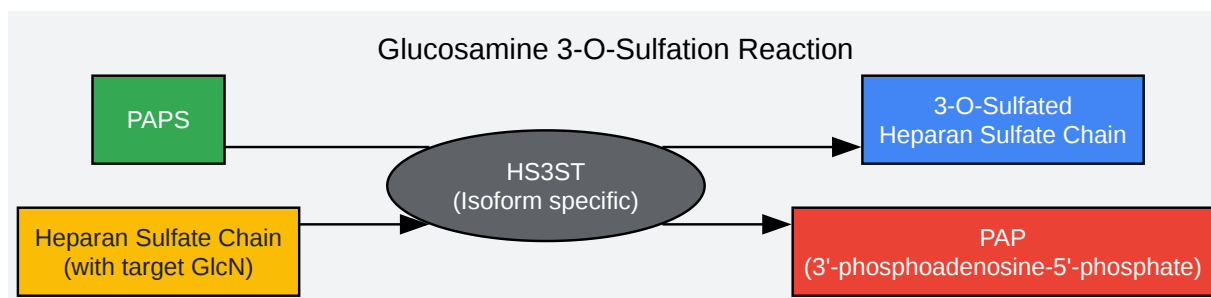 Glucosamine 3-O-Sulfation Reaction
PAPS
3-O-Sulfated
Heparan Sulfate Chain
HS3ST
(Isoform specific)
Heparan Sulfate Chain
(with target GlcN)
PAP
(3'-phosphoadenosine-5'-phosphate)